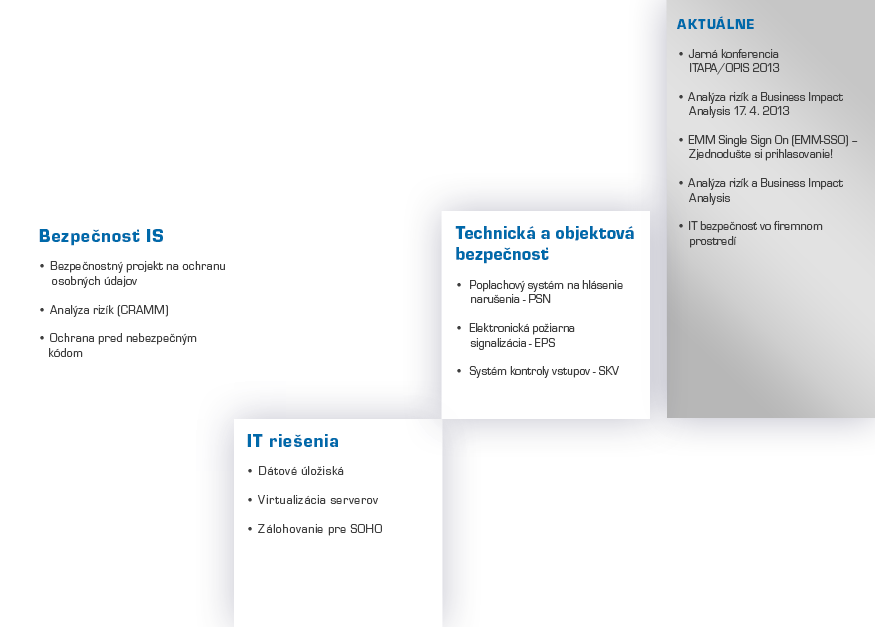 AKTUÁLNE
• Jarná konferencia
ITAPA/OPIS 2013
• Analýza rizík a Business Impact
Analysis 17. 4. 2013
• EMM Single Sign On (EMM-SSO) –
Zjednodušte si prihlasovanie!
• Analýza rizík a Business Impact
Analysis
• IT bezpečnosť vo firemnom
prostredí
Bezpečnosť IS
• Bezpečnostný projekt na ochranu
osobných údajov
• Analýza rizík (CRAMM)
• Ochrana pred nebezpečným
kódom
Technická a objektová
bezpečnosť
• Poplachový systém na hlásenie
narušenia - PSN
• Elektronická požiarna
signalizácia - EPS
• Systém kontroly vstupov - SKV
IT riešenia
• Dátové úložiská
• Virtualizácia serverov
• Zálohovanie pre SOHO